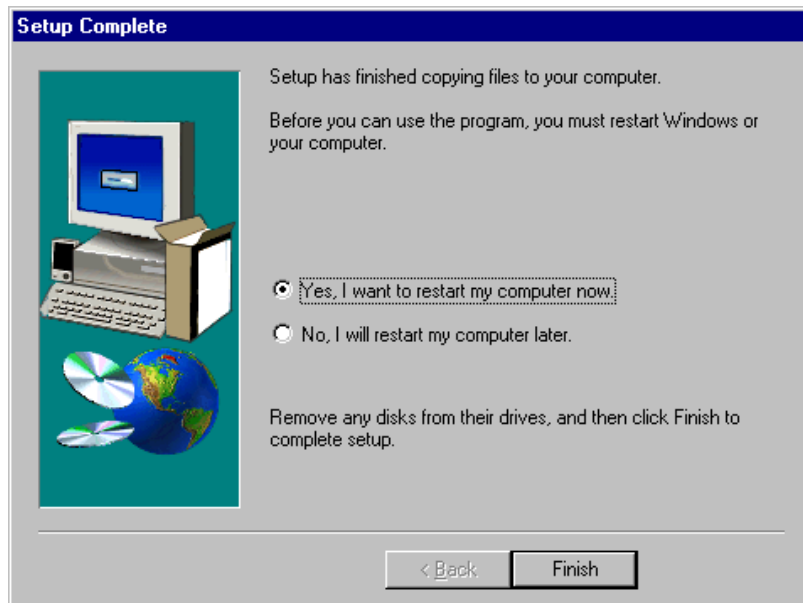 Setup Complete
Setup has finished copying files to your computer.
Before you can use the program, you must restart Windows or
your computer.
Yes, I want to restart my computer now.
No, I will restart my computer later.
Remove any disks from their drives, and then click Finish to
complete setup.
< Back
Finish